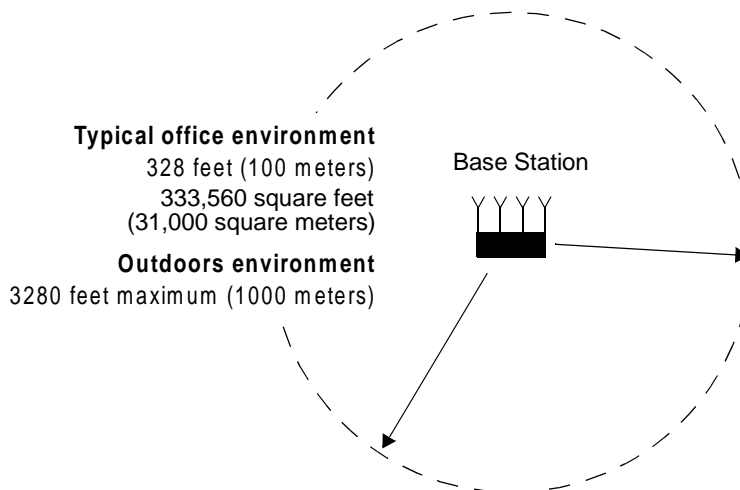 Typical office environment
328 feet (100 meters)
333,560 square feet
(31,000 square meters)
Outdoors environment
3280 feet maximum (1000 meters)
Base Station